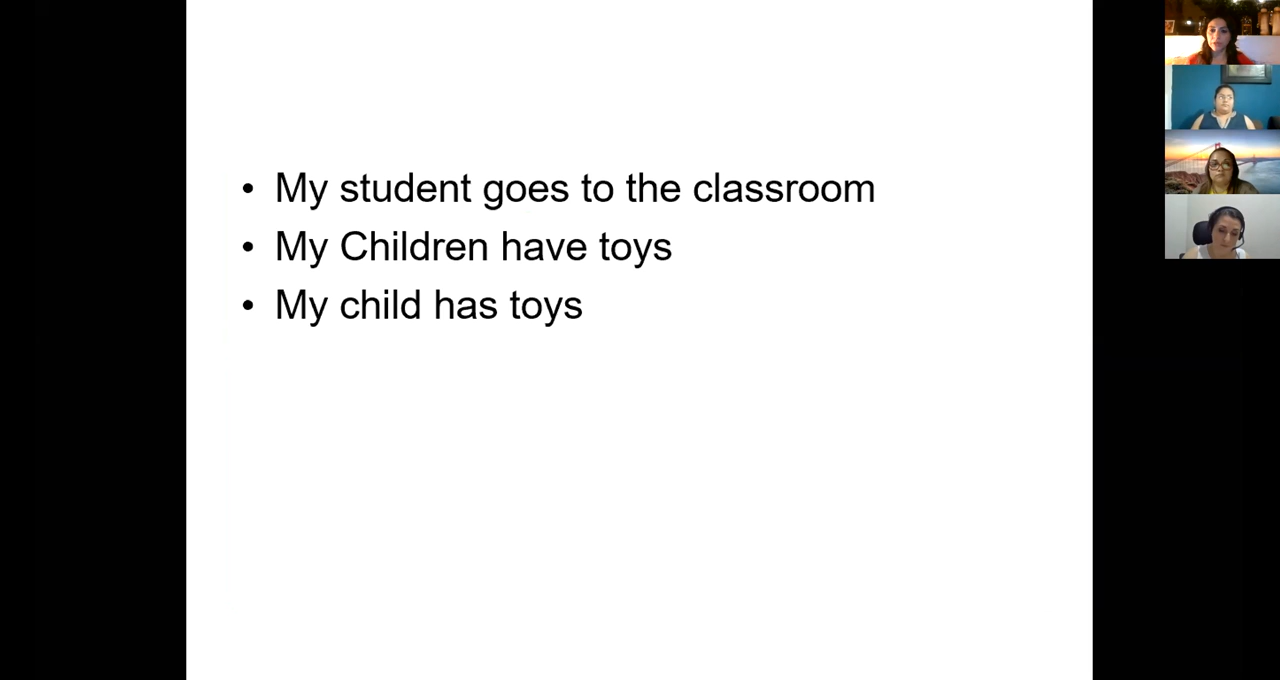 • My student goes to the classroom
• My Children have toys
• My child has toys